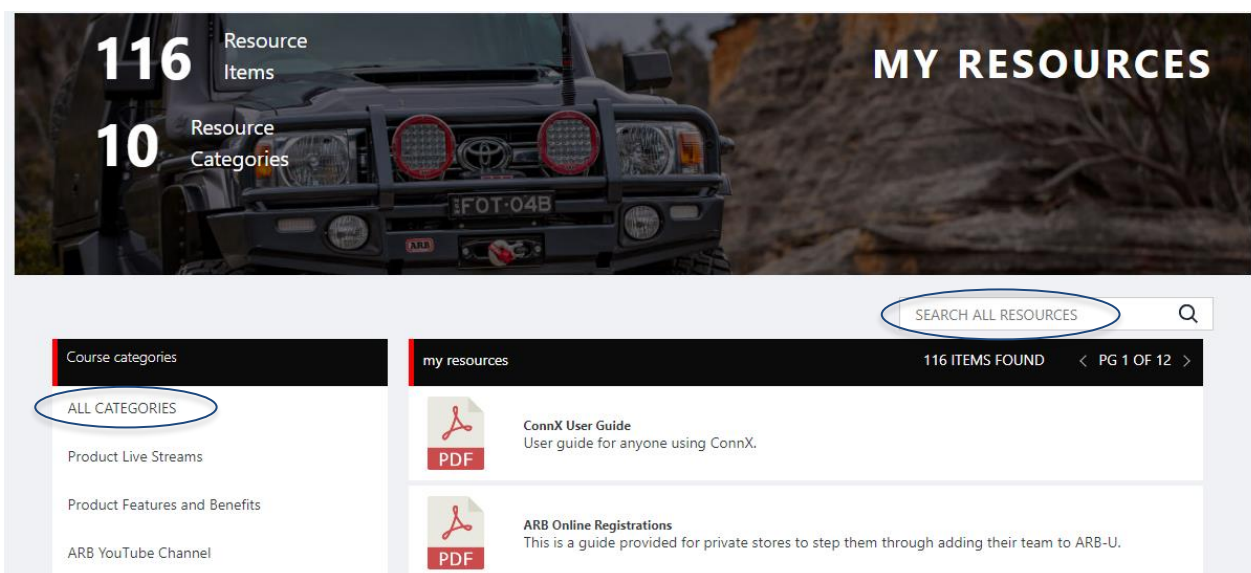 116 Resource Items
10 Resource Categories
MY RESOURCES
FOT·04B
ARB
SEARCH ALL RESOURCES
Course categories
ALL CATEGORIES
Product Live Streams
Product Features and Benefits
ARB YouTube Channel
my resources
116 ITEMS FOUND < PG 1 OF 12 >
PDF
ConnX User Guide
User guide for anyone using ConnX.
PDF
ARB Online Registrations
This is a guide provided for private stores to step them through adding their team to ARB-U.